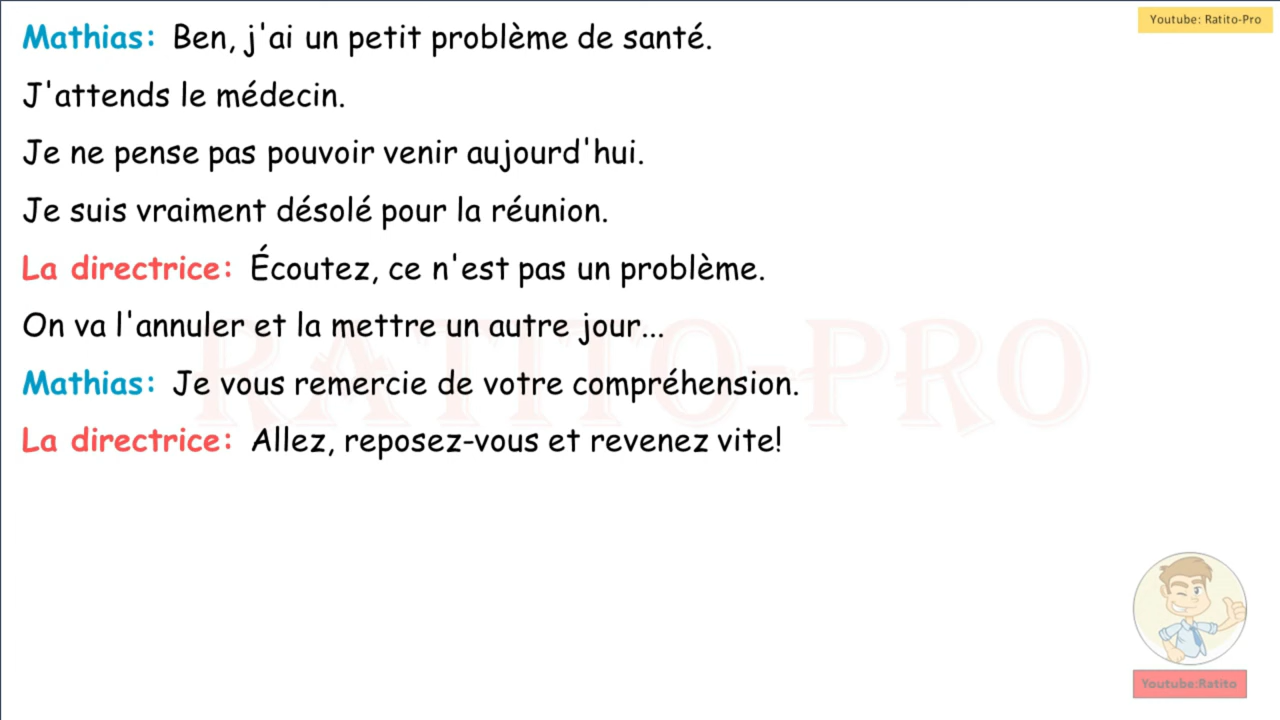 Youtube: Ratito-Pro
Mathias: Ben, j'ai un petit problème de santé.
J'attends le médecin.
Je ne pense pas pouvoir venir aujourd'hui.
Je suis vraiment désolé pour la réunion.
La directrice: Écoutez, ce n'est pas un problème.
On va l'annuler et la mettre un autre jour...
RATITO-PRO
Mathias: Je vous remercie de votre compréhension.
La directrice: Allez, reposez-vous et revenez vite!
Youtube:Ratito